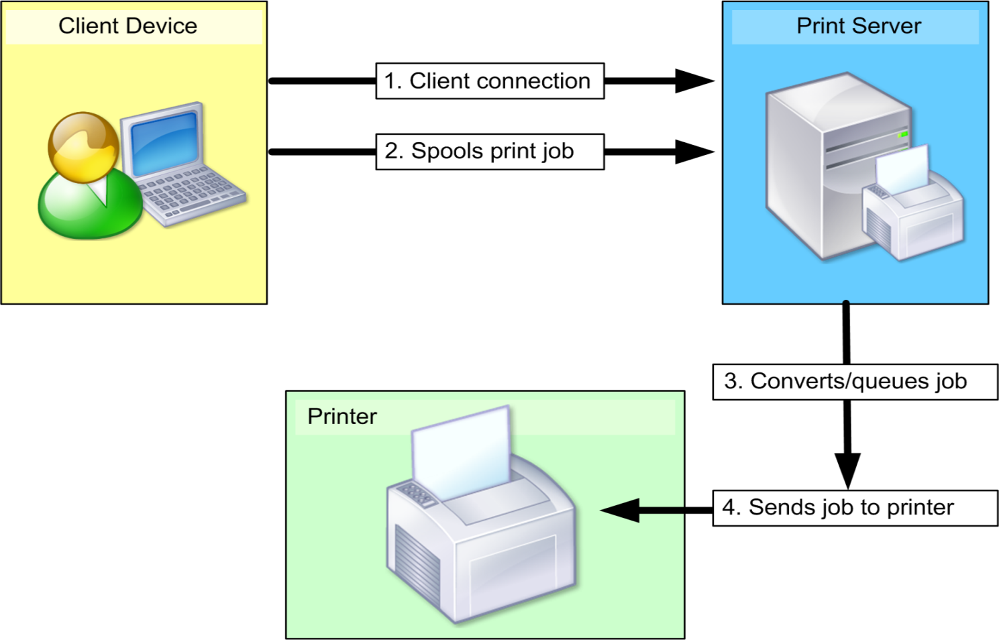 Client Device
Print Server
1. Client connection
2. Spools print job
3. Converts/queues job
Printer
4. Sends job to printer